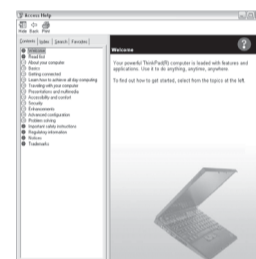 Access Help
Hide Back Print
Contents Index Search Favorites
Welcome
Read first
About your computer
Basics
Getting connected
Learn how to achieve all day computing
Traveling with your computer
Presentations and multimedia
Accessibility and comfort
Security
Enhancements
Advanced configuration
Problem solving
Important safety instructions
Regulatory information
Notices
Trademarks
Welcome
Your powerful ThinkPad(R) computer is loaded with features and
applications. Use it to do anything, anytime, anywhere.
To find out how to get started, select from the topics at the left.